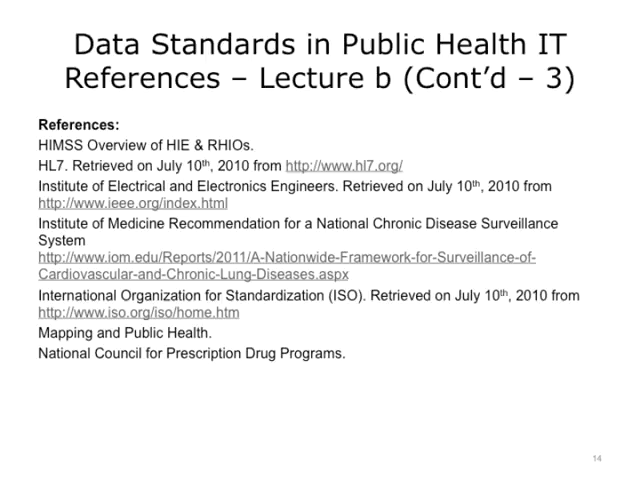 Data Standards in Public Health IT
References – Lecture b (Cont’d – 3)
References:
HIMSS Overview of HIE & RHIOs.
HL7. Retrieved on July 10th, 2010 from http://www.hl7.org/
Institute of Electrical and Electronics Engineers. Retrieved on July 10th, 2010 from
http://www.ieee.org/index.html
Institute of Medicine Recommendation for a National Chronic Disease Surveillance
System
http://www.iom.edu/Reports/2011/A-Nationwide-Framework-for-Surveillance-of-
Cardiovascular-and-Chronic-Lung-Diseases.aspx
International Organization for Standardization (ISO). Retrieved on July 10th, 2010 from
http://www.iso.org/iso/home.htm
Mapping and Public Health.
National Council for Prescription Drug Programs.
14